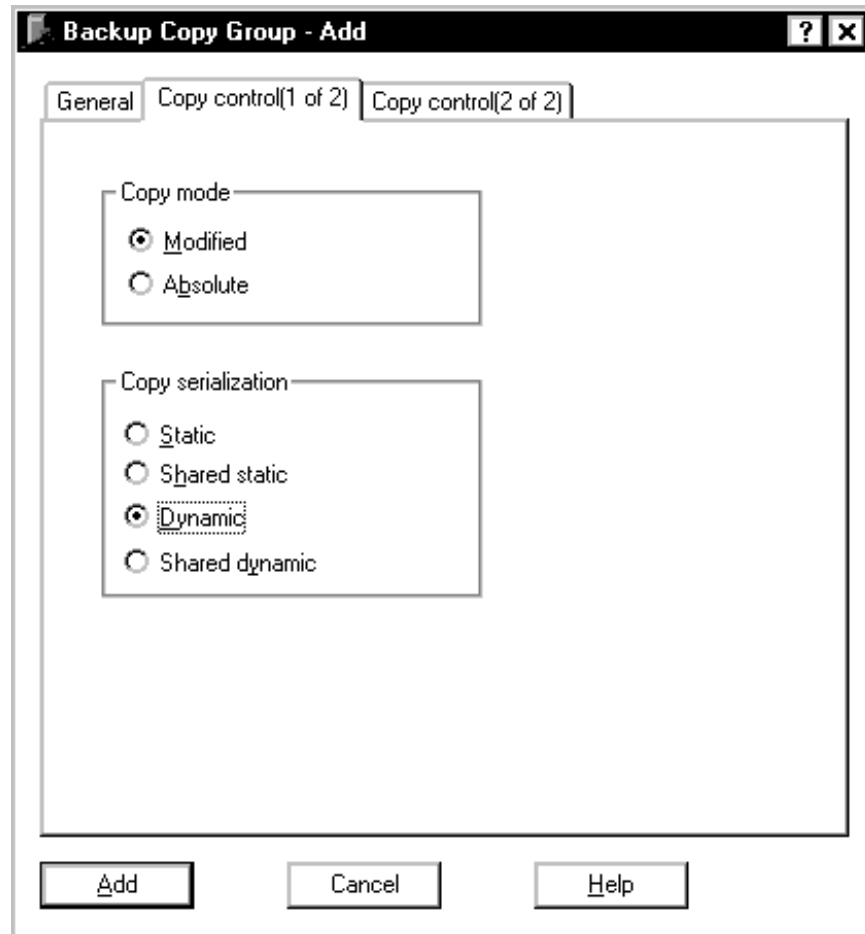 Backup Copy Group - Add
General Copy control(1 of 2) Copy control(2 of 2)
Copy mode
Modified
Absolute
Copy serialization
Static
Shared static
Dynamic
Shared dynamic
Add Cancel Help